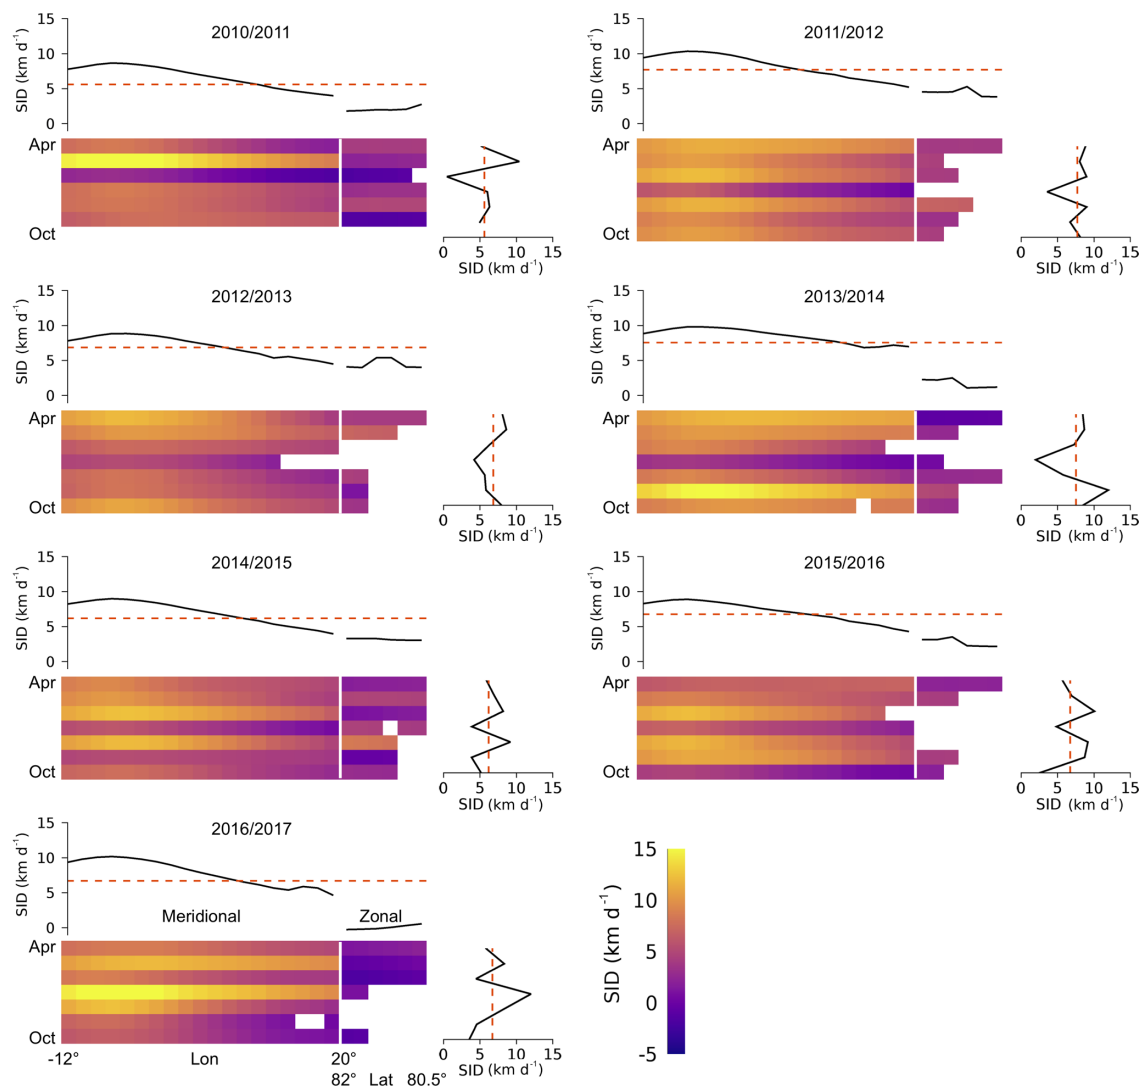 2010/2011
SID (km d⁻¹)
15
10
5
0
Apr
Oct
0 5 10 15
SID (km d⁻¹)
2011/2012
SID (km d⁻¹)
15
10
5
0
0 5 10 15
SID (km d⁻¹)
2012/2013
SID (km d⁻¹)
15
10
5
0
Apr
Oct
0 5 10 15
SID (km d⁻¹)
2013/2014
SID (km d⁻¹)
15
10
5
0
0 5 10 15
SID (km d⁻¹)
2014/2015
SID (km d⁻¹)
15
10
5
0
Apr
Oct
0 5 10 15
SID (km d⁻¹)
2015/2016
SID (km d⁻¹)
15
10
5
0
0 5 10 15
SID (km d⁻¹)
2016/2017
SID (km d⁻¹)
15
10
5
0
Meridional Zonal
Apr
Oct
-12° Lon 20°
82° Lat 80.5°
0 5 10 15
SID (km d⁻¹)
SID (km d⁻¹)
15
10
5
0
-5